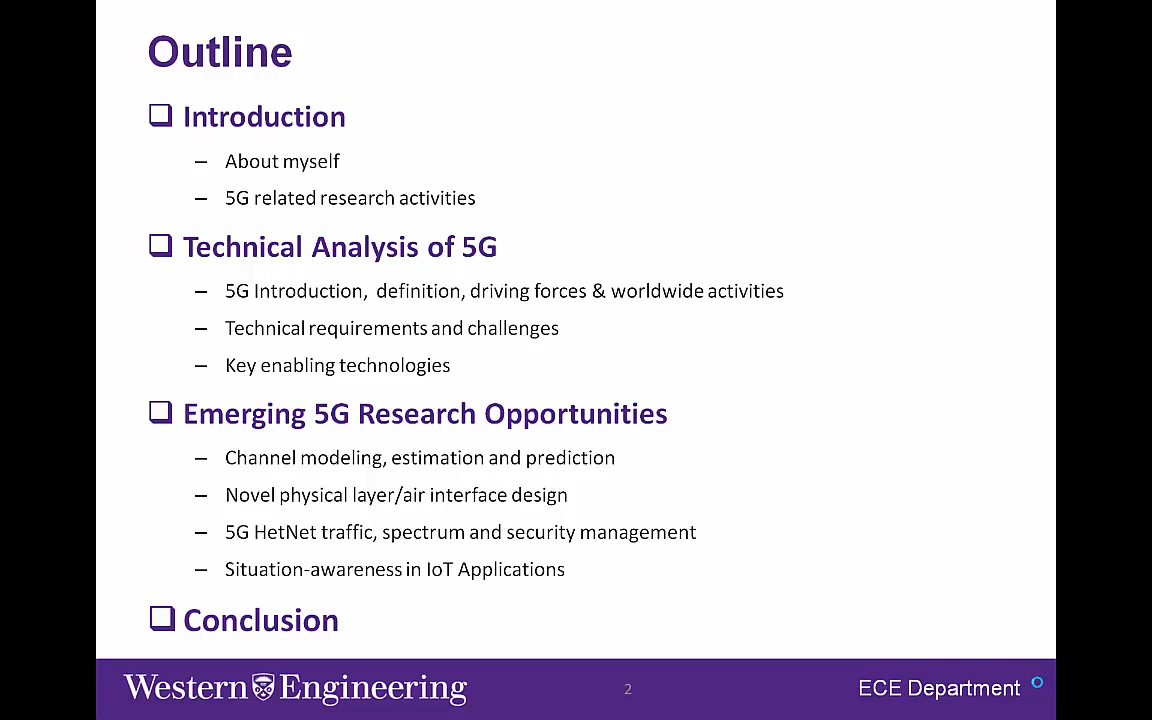 Outline
❑ Introduction
– About myself
– 5G related research activities
❑ Technical Analysis of 5G
– 5G Introduction, definition, driving forces & worldwide activities
– Technical requirements and challenges
– Key enabling technologies
❑ Emerging 5G Research Opportunities
– Channel modeling, estimation and prediction
– Novel physical layer/air interface design
– 5G HetNet traffic, spectrum and security management
– Situation-awareness in IoT Applications
❑ Conclusion
Western Engineering 2 ECE Department